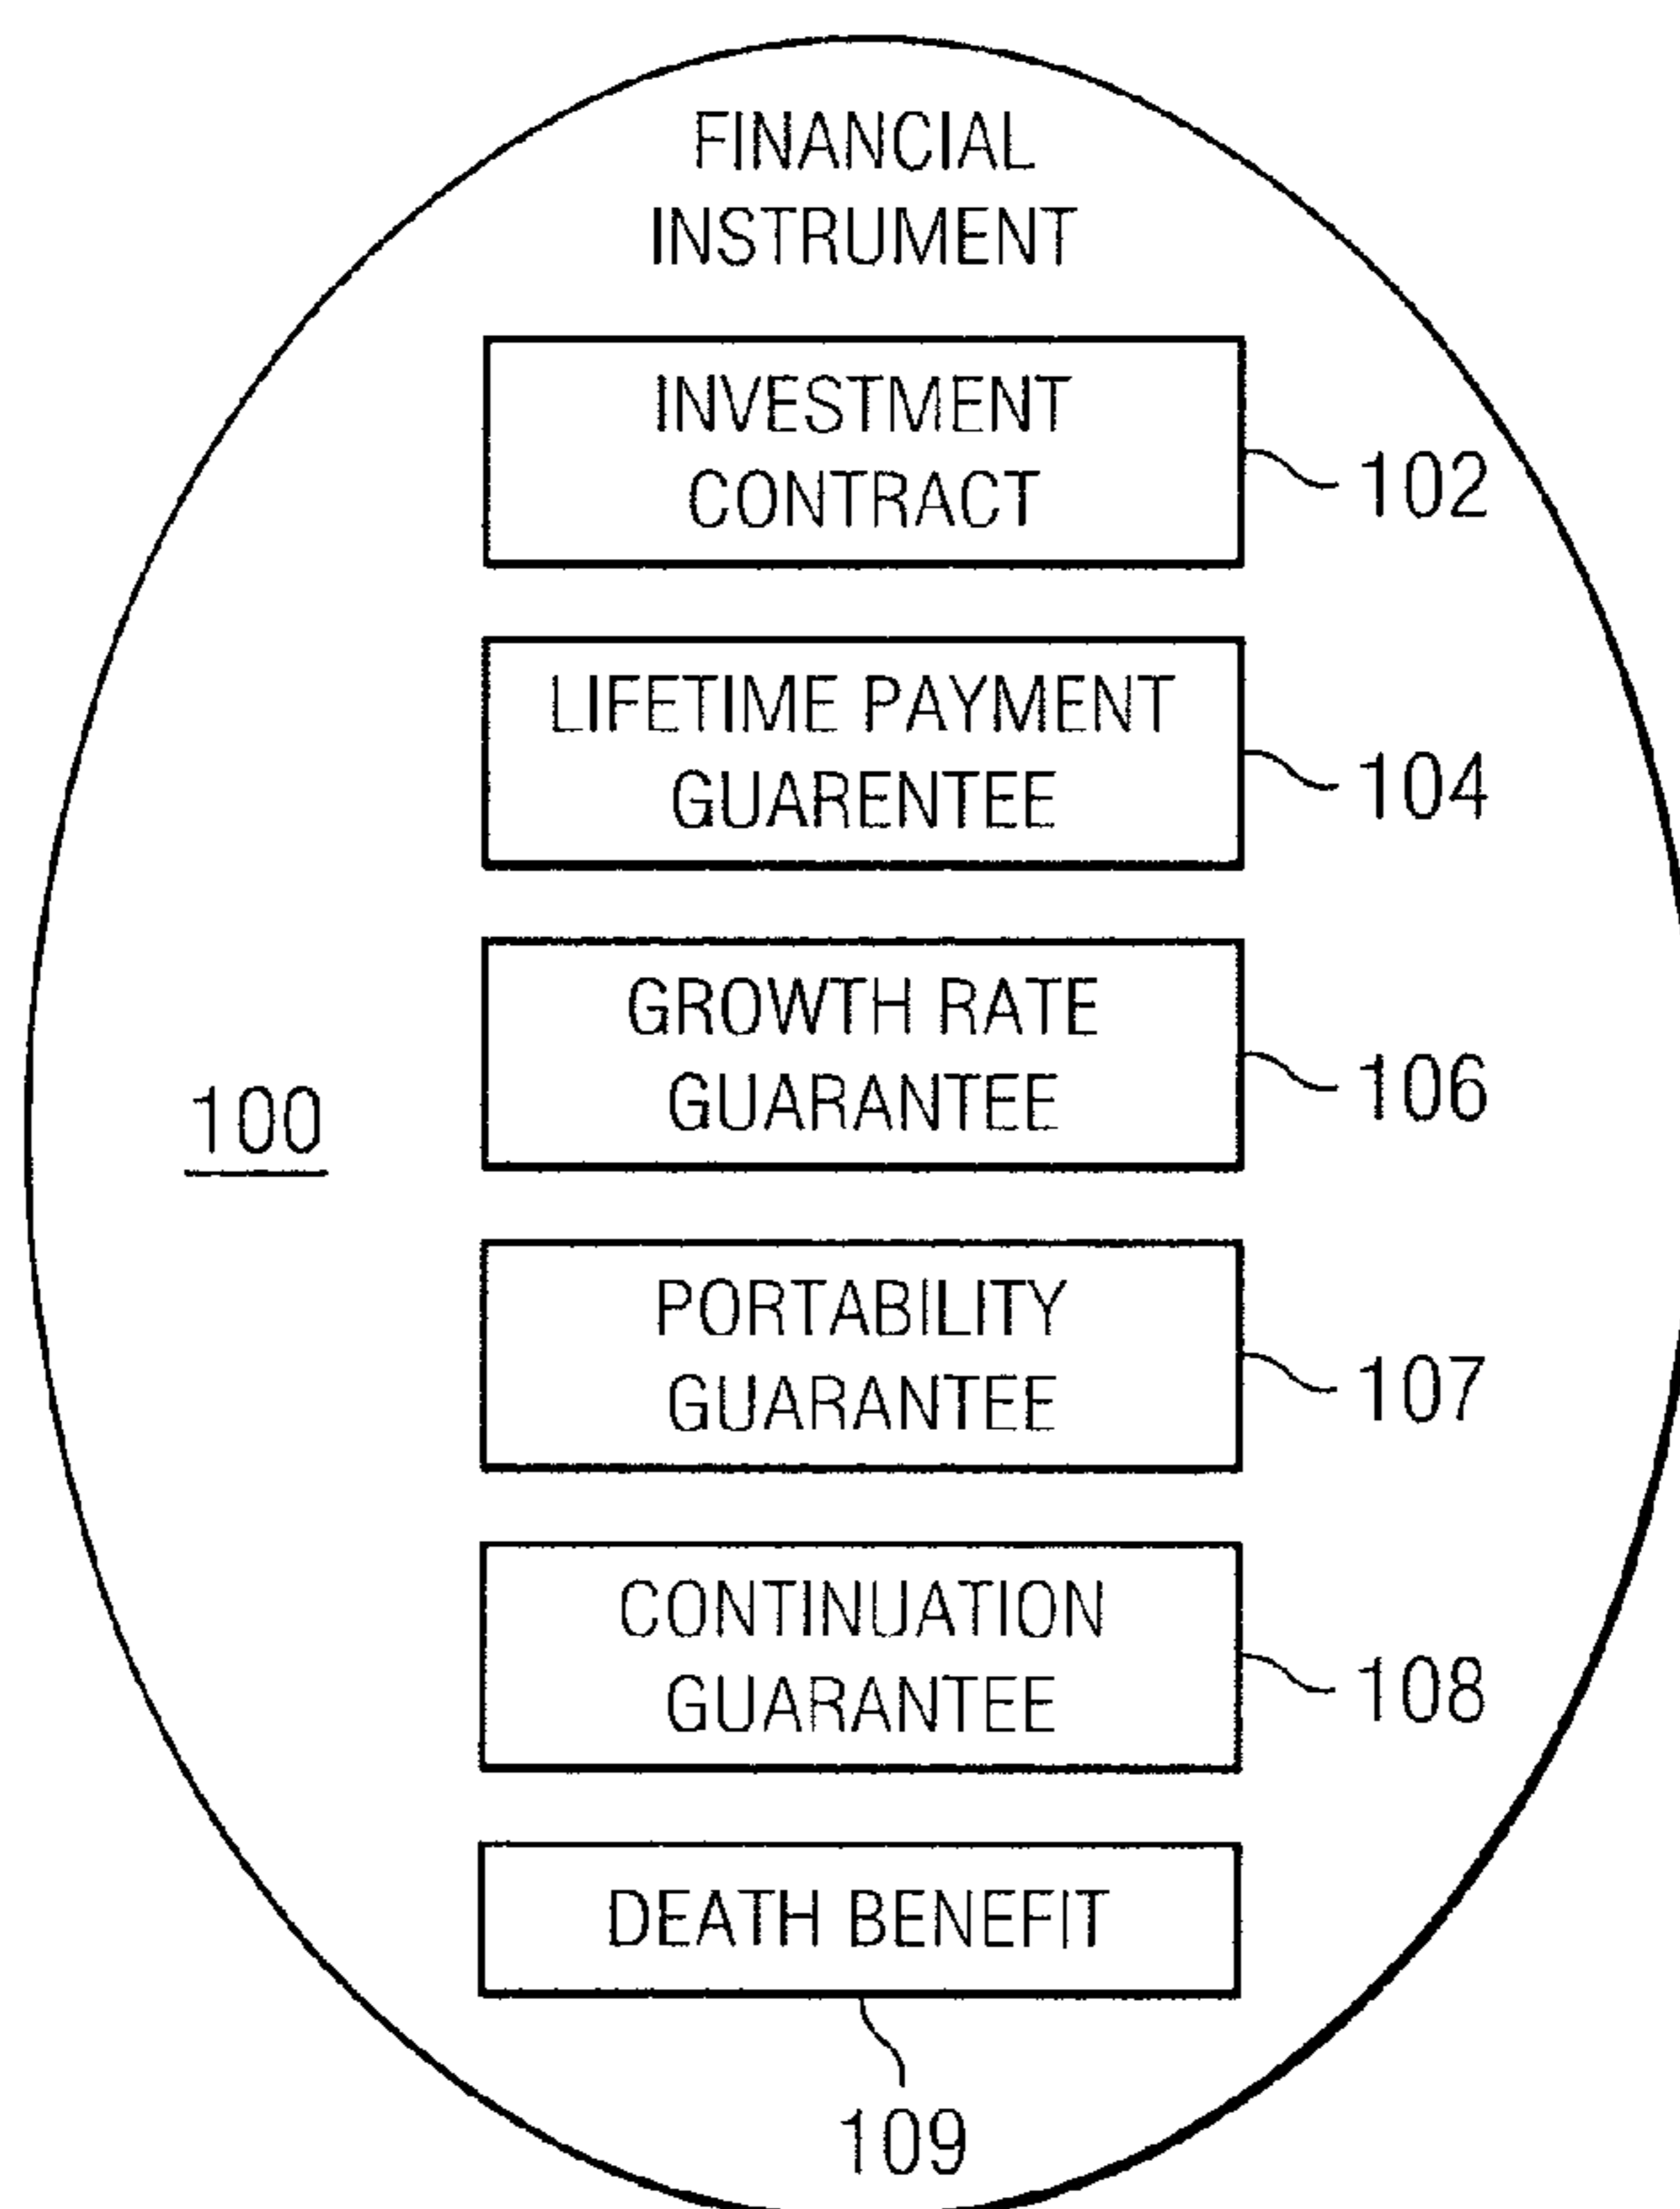 FINANCIAL
INSTRUMENT
INVESTMENT
CONTRACT
102
LIFETIME PAYMENT
GUARENTEE
104
GROWTH RATE
GUARANTEE
106
100
PORTABILITY
GUARANTEE
107
CONTINUATION
GUARANTEE
108
DEATH BENEFIT
109